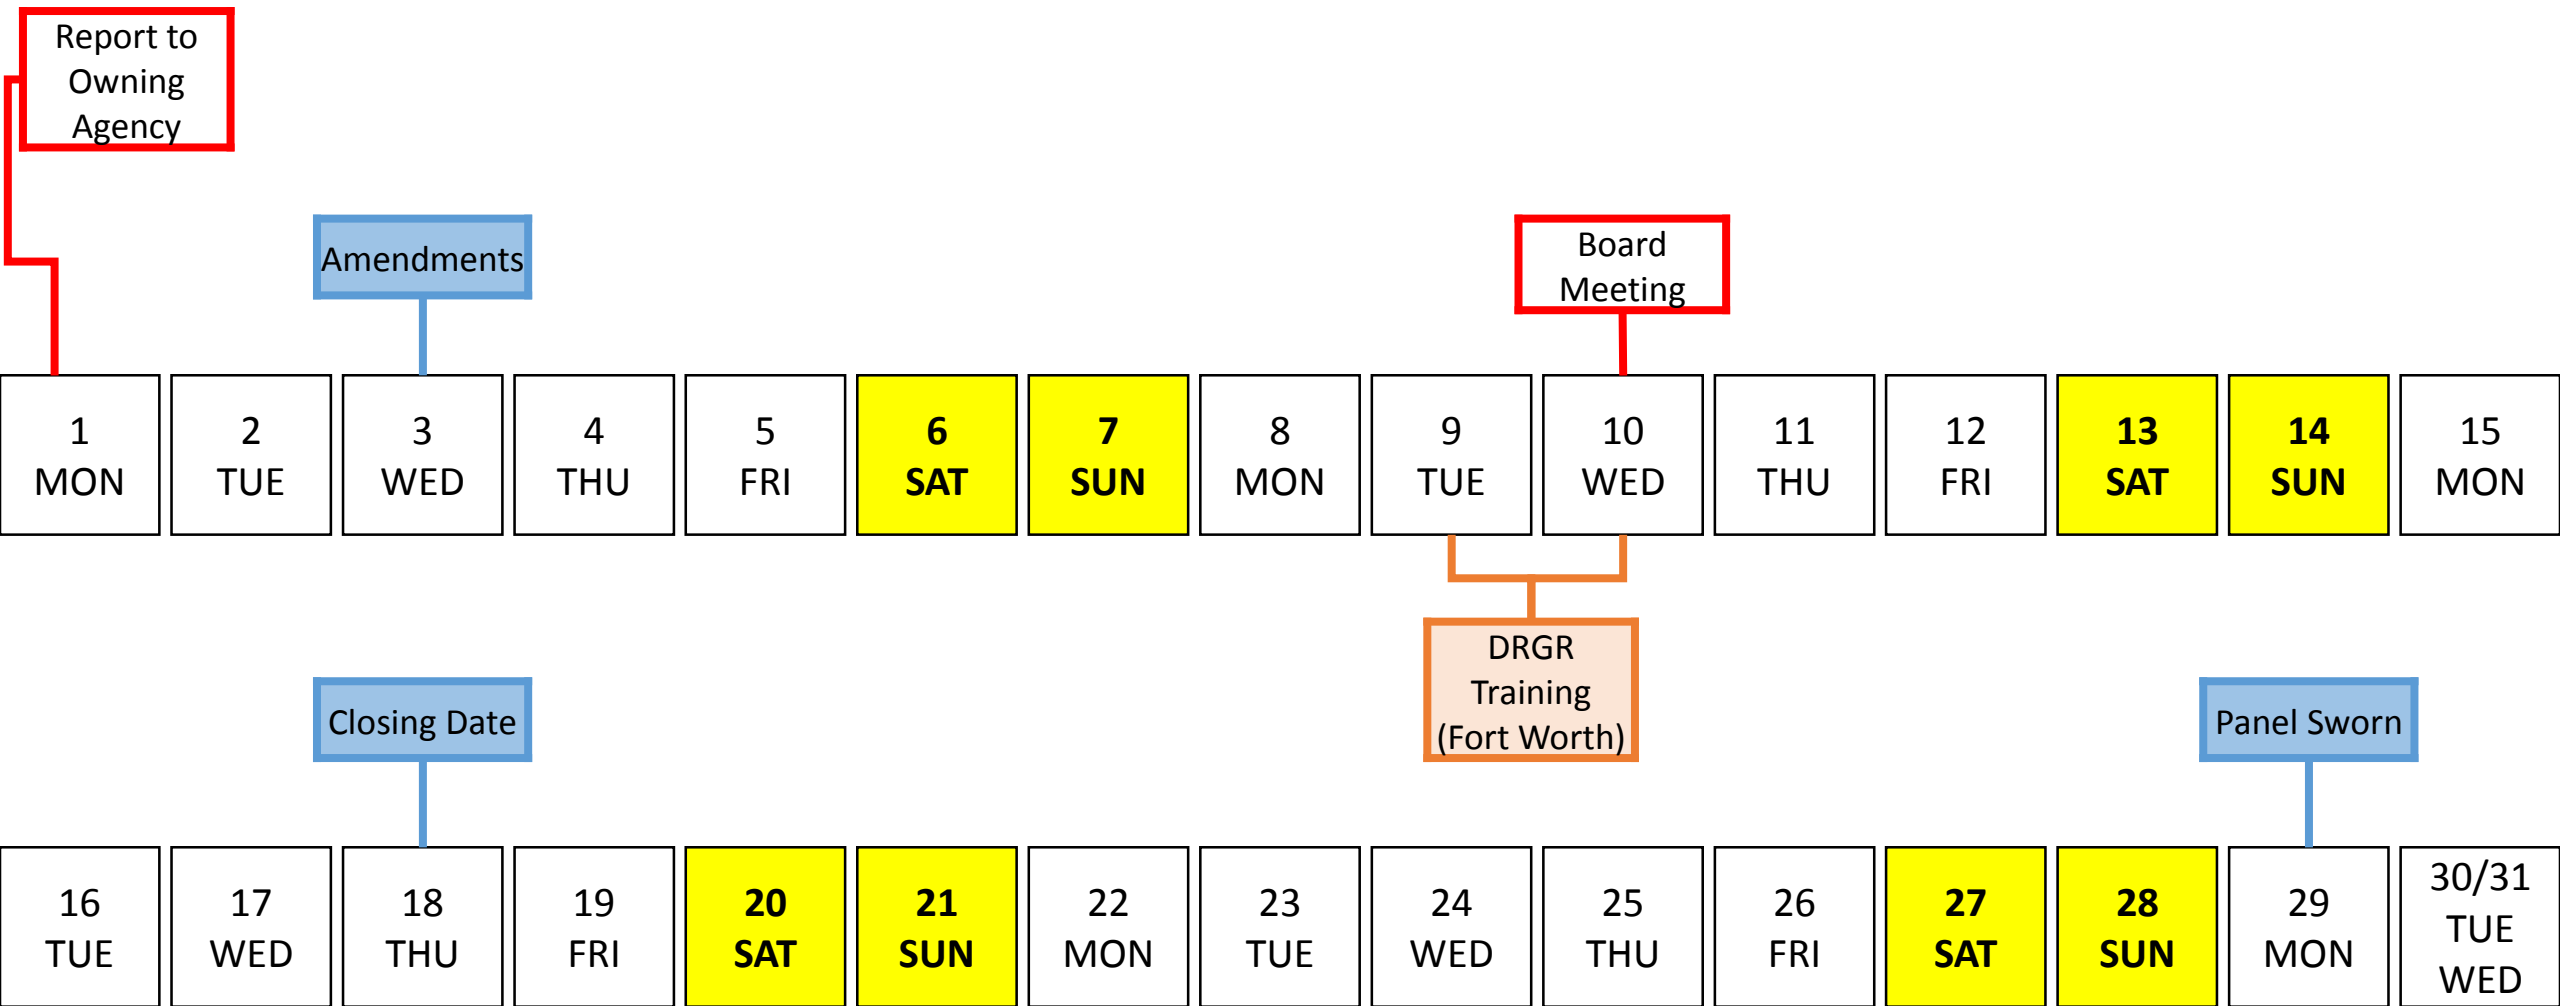 Report to
Owning
Agency
Amendments
Board
Meeting
1
MON
2
TUE
3
WED
4
THU
5
FRI
6
SAT
7
SUN
8
MON
9
TUE
10
WED
11
THU
12
FRI
13
SAT
14
SUN
15
MON
DRGR
Training
(Fort Worth)
Closing Date
Panel Sworn
16
TUE
17
WED
18
THU
19
FRI
20
SAT
21
SUN
22
MON
23
TUE
24
WED
25
THU
26
FRI
27
SAT
28
SUN
29
MON
30/31
TUE
WED